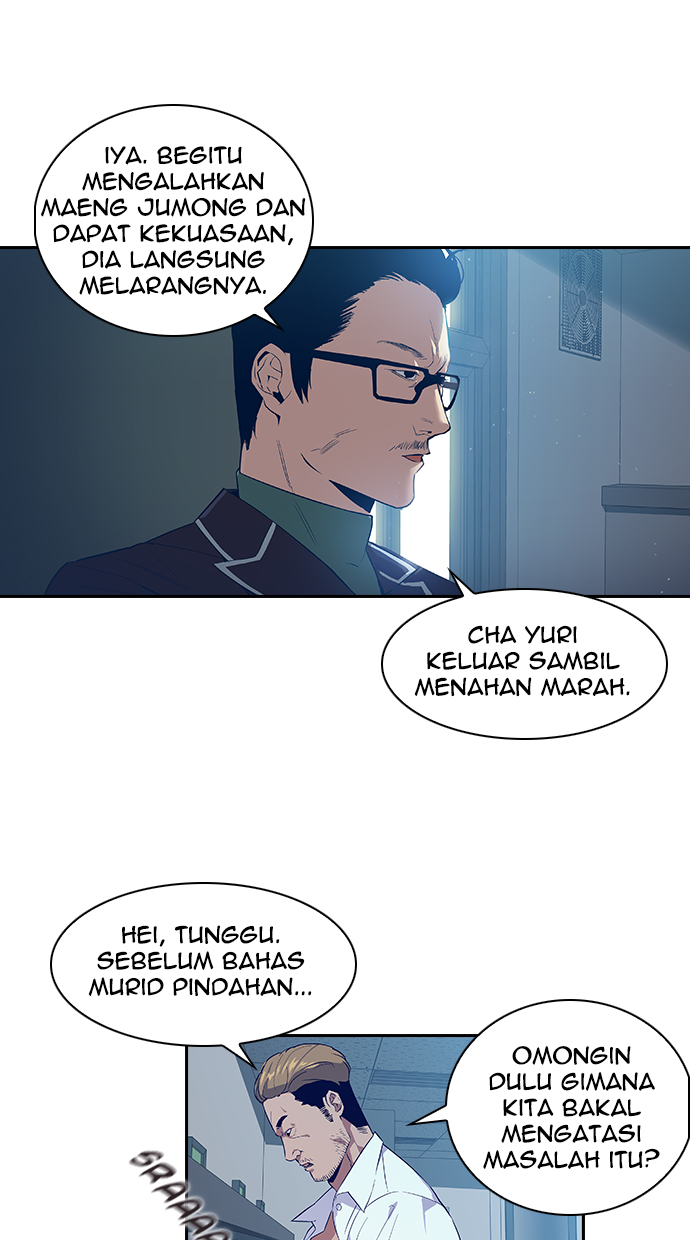 IYA. BEGITU
MENGALAHKAN
MAENG JUMONG DAN
DAPAT KEKUASAAN,
DIA LANGSUNG
MELARANGNYA.
CHA YURI
KELUAR SAMBIL
MENAHAN MARAH.
HEI, TUNGGU.
SEBELUM BAHAS
MURID PINDAHAN...
OMONGIN
DULU GIMANA
KITA BAKAL
MENGATASI
MASALAH ITU?
SRAAAAA